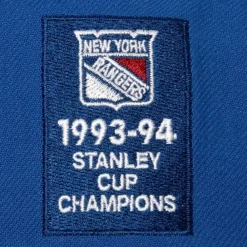 NEW YORK
RANGERS
1993-94
STANLEY
CUP
CHAMPIONS